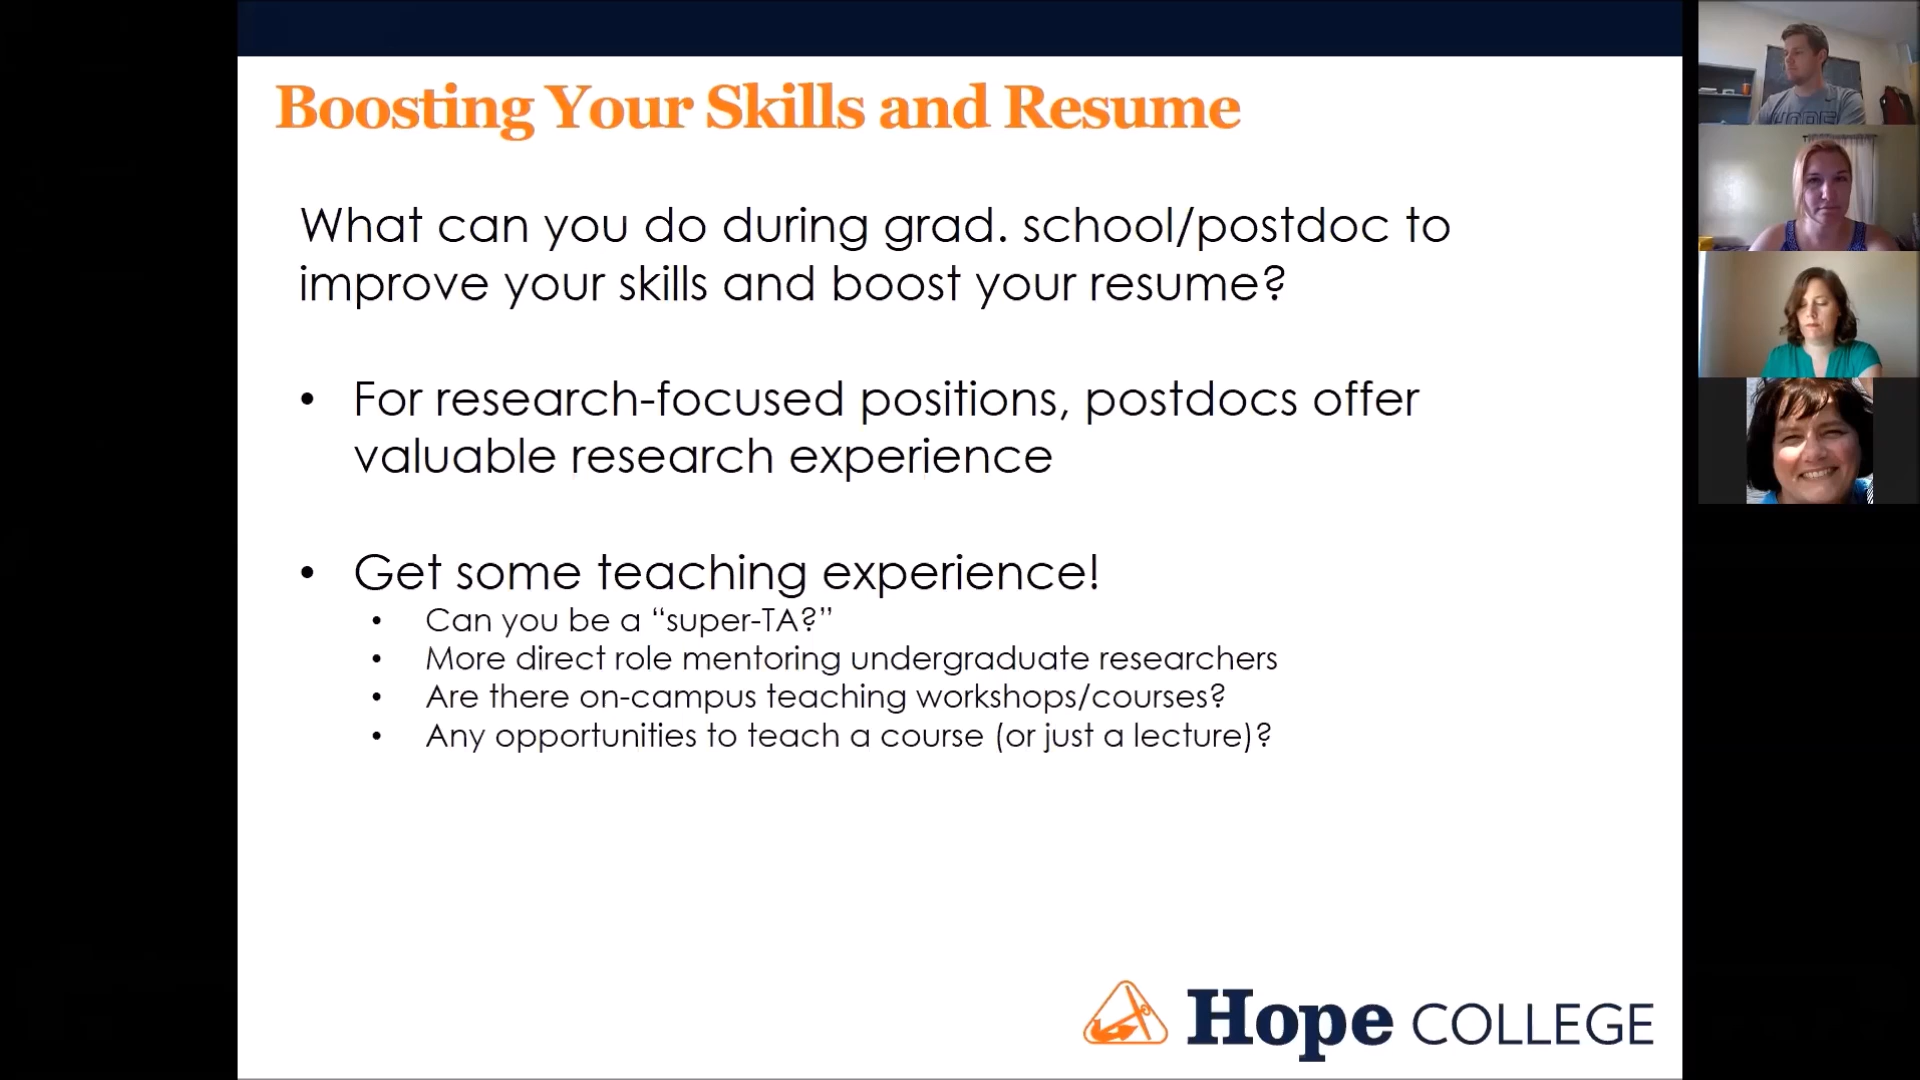 Boosting Your Skills and Resume
What can you do during grad. school/postdoc to
improve your skills and boost your resume?
• For research-focused positions, postdocs offer
valuable research experience
• Get some teaching experience!
• Can you be a “super-TA?”
• More direct role mentoring undergraduate researchers
• Are there on-campus teaching workshops/courses?
• Any opportunities to teach a course (or just a lecture)?
Hope COLLEGE
HOPE